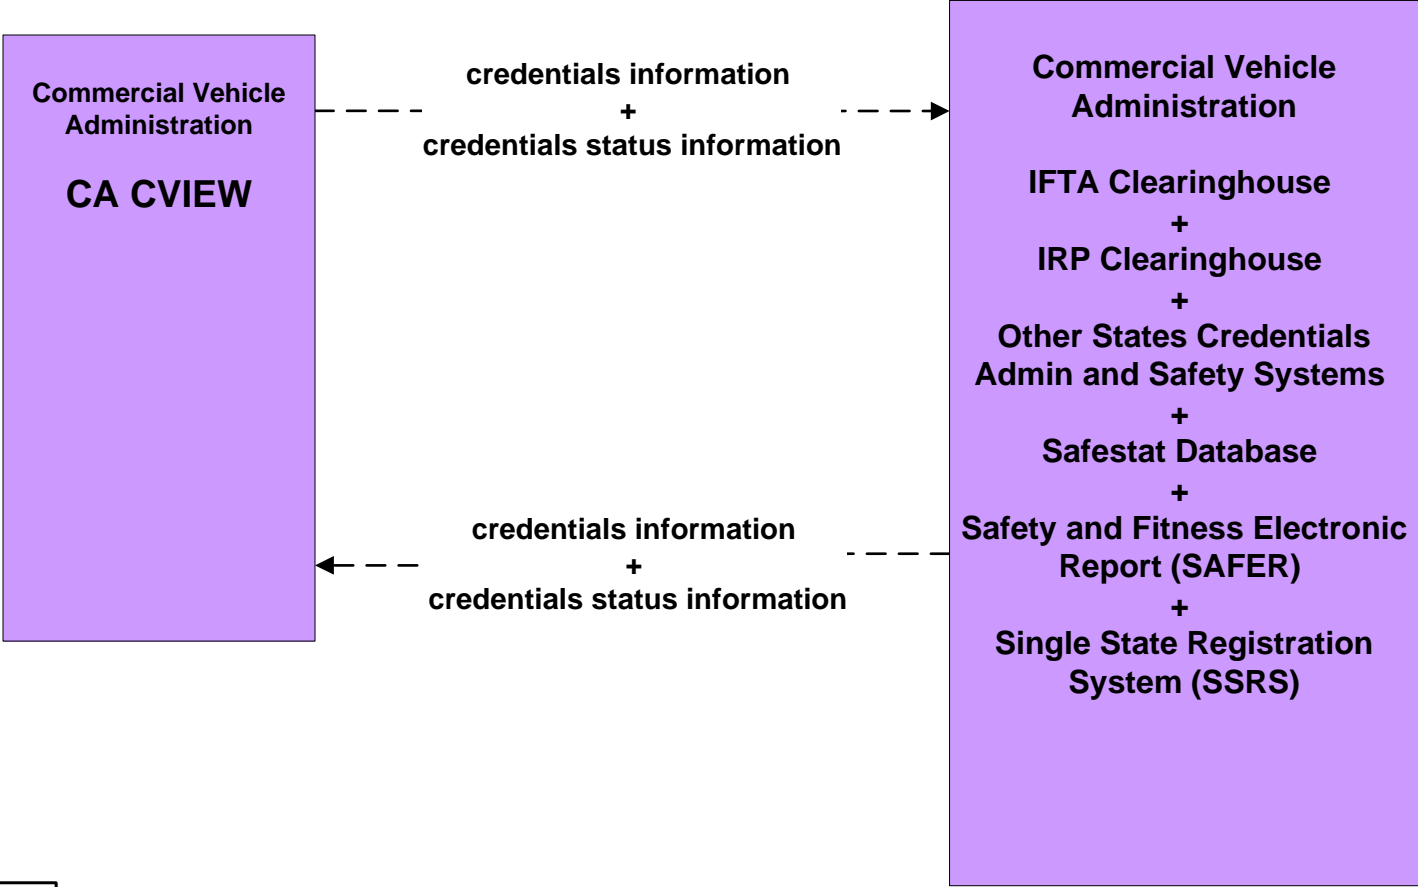 Commercial Vehicle
Administration
CA CVIEW
credentials information
+
credentials status information
credentials information
+
credentials status information
Commercial Vehicle
Administration
IFTA Clearinghouse
+
IRP Clearinghouse
+
Other States Credentials
Admin and Safety Systems
+
Safestat Database
+
Safety and Fitness Electronic
Report (SAFER)
+
Single State Registration
System (SSRS)